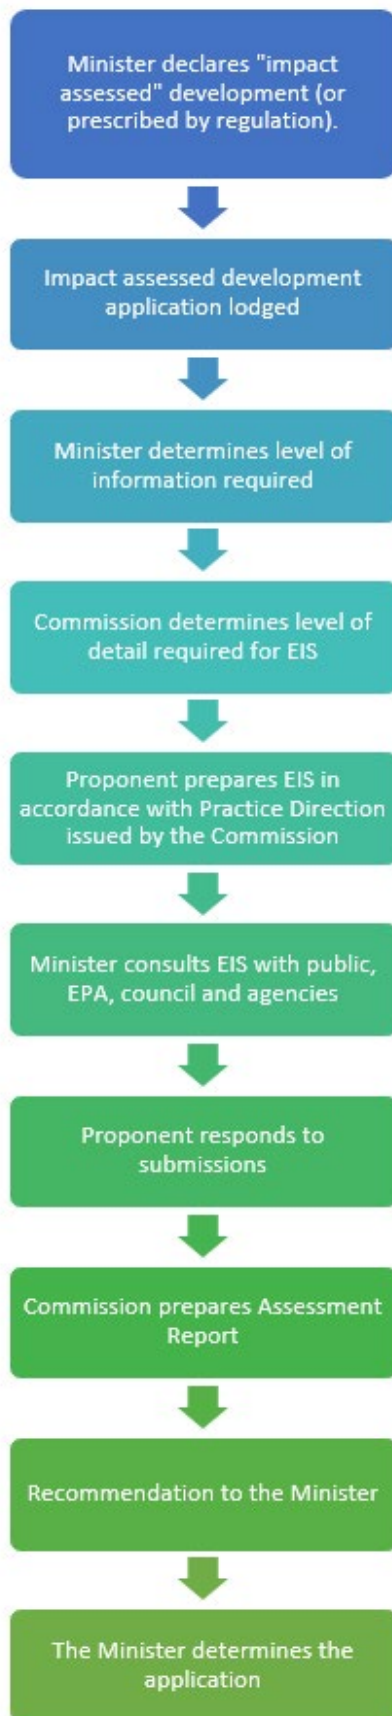 Minister declares "impact
assessed" development (or
prescribed by regulation).
Impact assessed development
application lodged
Minister determines level of
information required
Commission determines level of
detail required for EIS
Proponent prepares EIS in
accordance with Practice Direction
issued by the Commission
Minister consults EIS with public,
EPA, council and agencies
Proponent responds to
submissions
Commission prepares Assessment
Report
Recommendation to the Minister
The Minister determines the
application